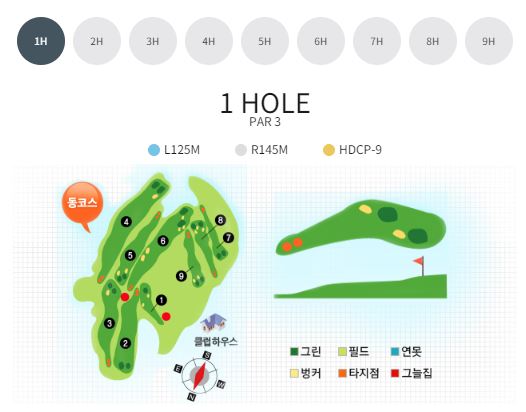 1H 2H 3H 4H 5H 6H 7H 8H 9H
1 HOLE
PAR 3
L125M R145M HDCP-9
동코스
4
8
6
7
5
9
1
3
2
클럽하우스
S
E
W
N
그린 필드 연못
벙커 타지점 그늘집